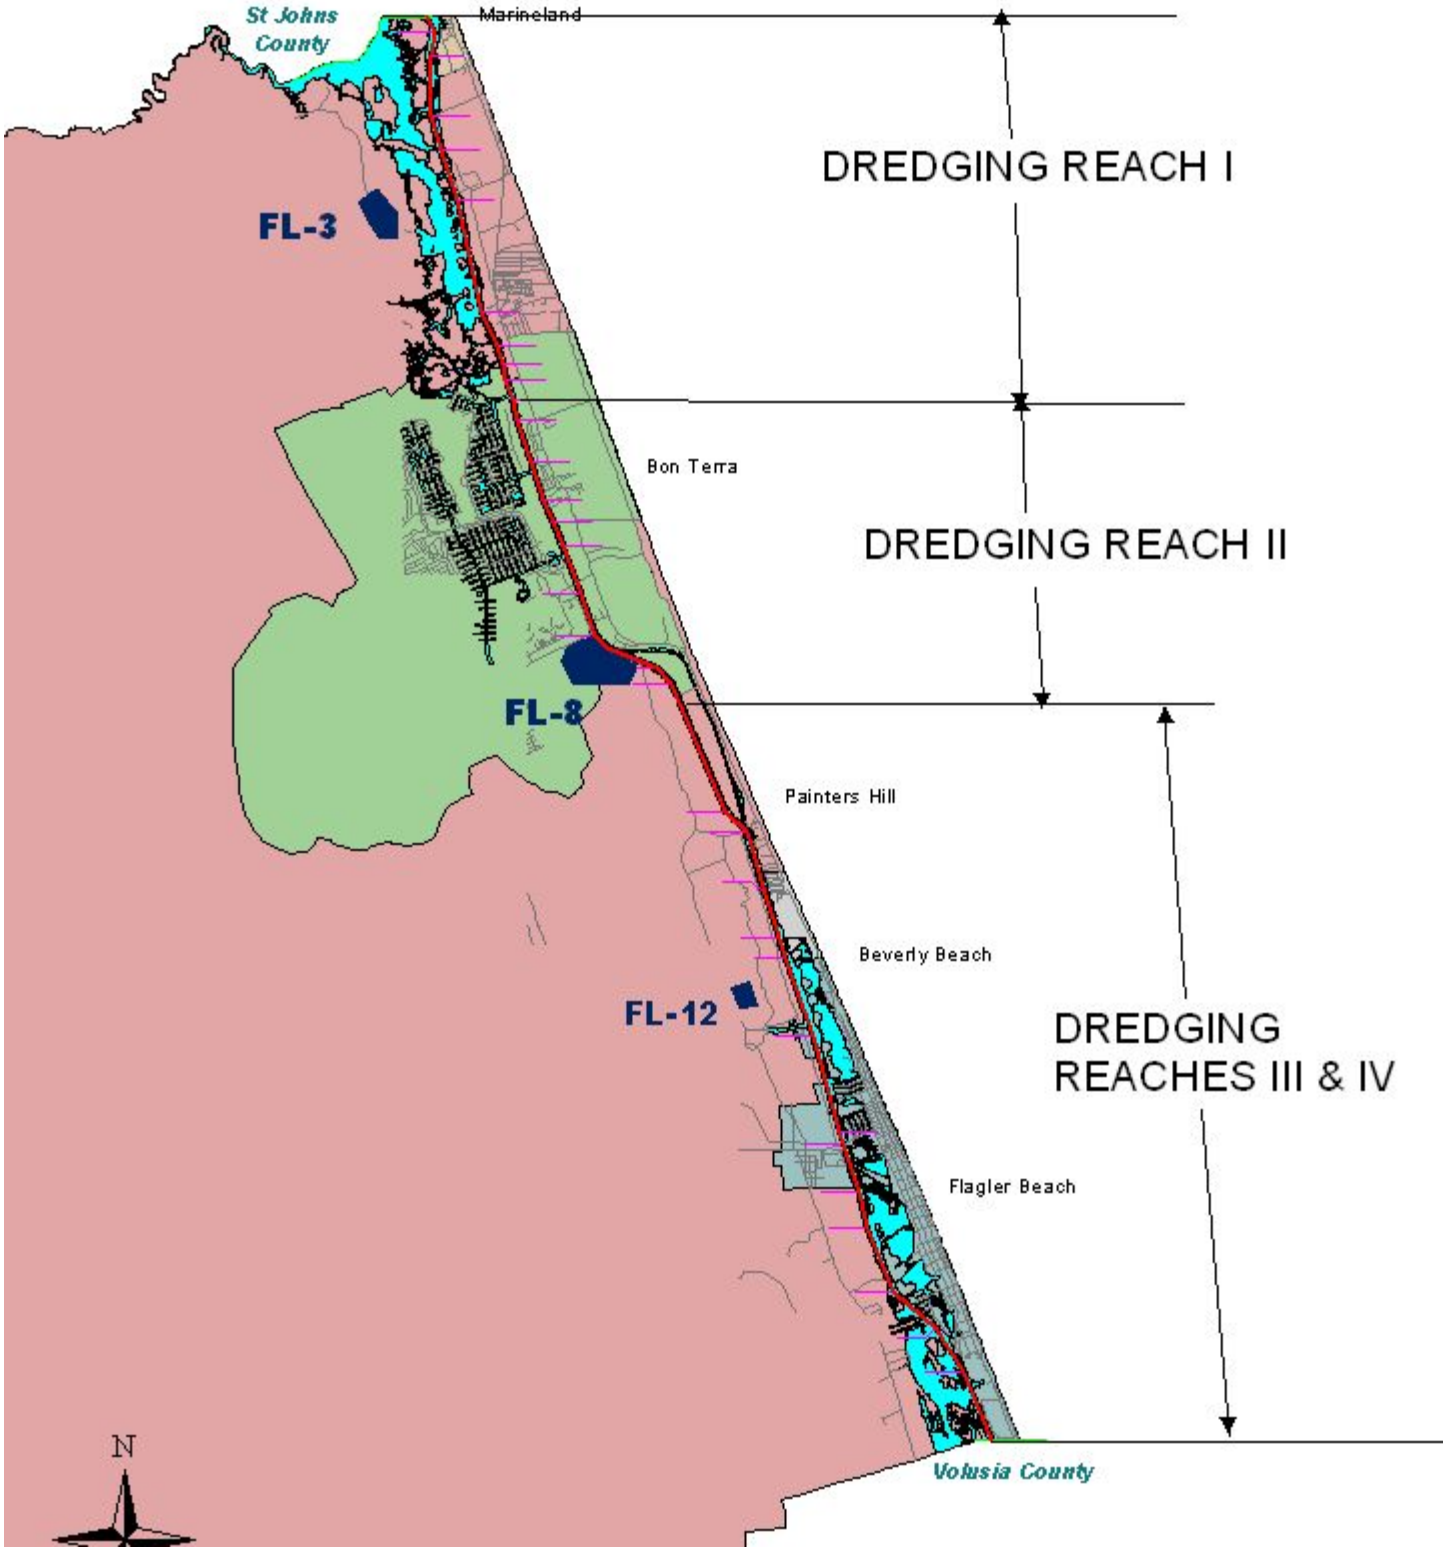 St Johns
County
Marineland
DREDGING REACH I
FL-3
Bon Terra
DREDGING REACH II
FL-8
Painters Hill
Beverly Beach
FL-12
DREDGING
REACHES III & IV
Flagler Beach
N
Volusia County